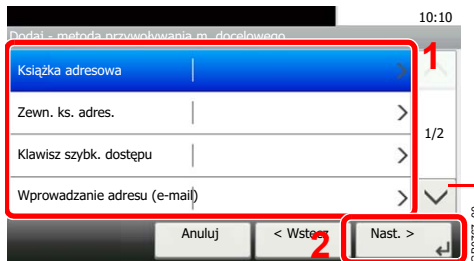 10:10
Dodaj - metoda przywoływania m. docelowego
1
Książka adresowa
Zewn. ks. adres.
1/2
Klawisz szybk. dostępu
Wprowadzanie adresu (e-mail)
Anuluj
< Wstecz
2
Nast. >